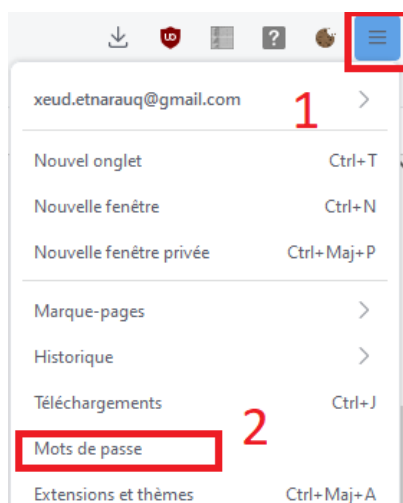 xeud.etnarauq@gmail.com
1
Nouvel onglet Ctrl+T
Nouvelle fenêtre Ctrl+N
Nouvelle fenêtre privée Ctrl+Maj+P
Marque-pages
Historique
Téléchargements Ctrl+J
2
Mots de passe
Extensions et thèmes Ctrl+Maj+A